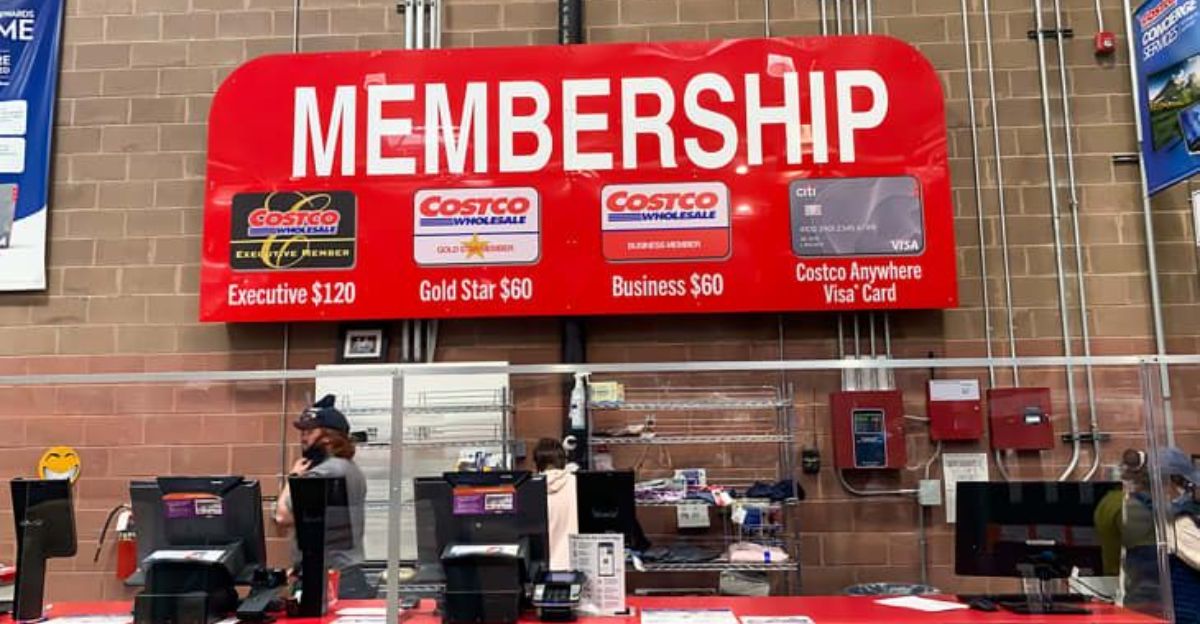 ME
RE
MEMBERSHIP
COSTCO
WHOLESALE
EXECUTIVE MEMBER
Executive $120
COSTCO
WHOLESALE
GOLD STAR MEMBER
Gold Star $60
COSTCO
WHOLESALE
BUSINESS MEMBER
Business $60
citi
VISA
Costco Anywhere
Visa® Card
COSTCO
CONCIERGE
SERVICES